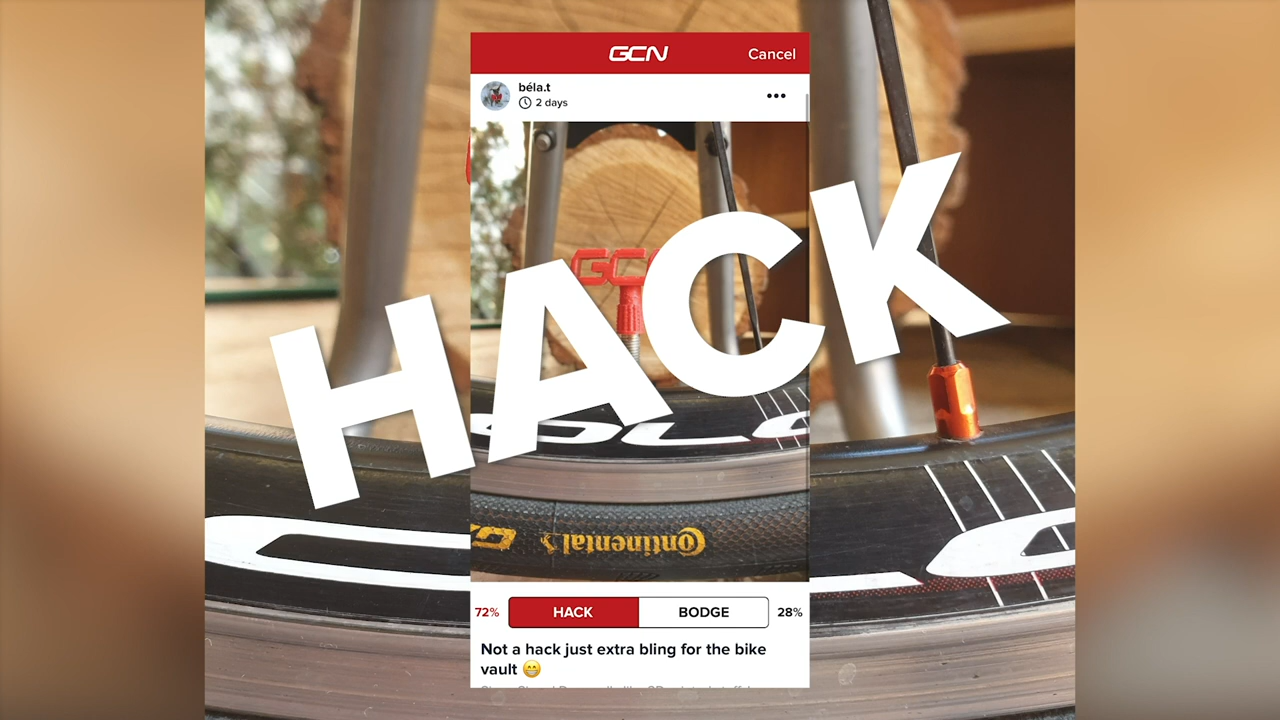 GCN
Cancel
béla.t
2 days
GC
HACK
Continental
72%
HACK
BODGE
28%
Not a hack just extra bling for the bike
vault 😁